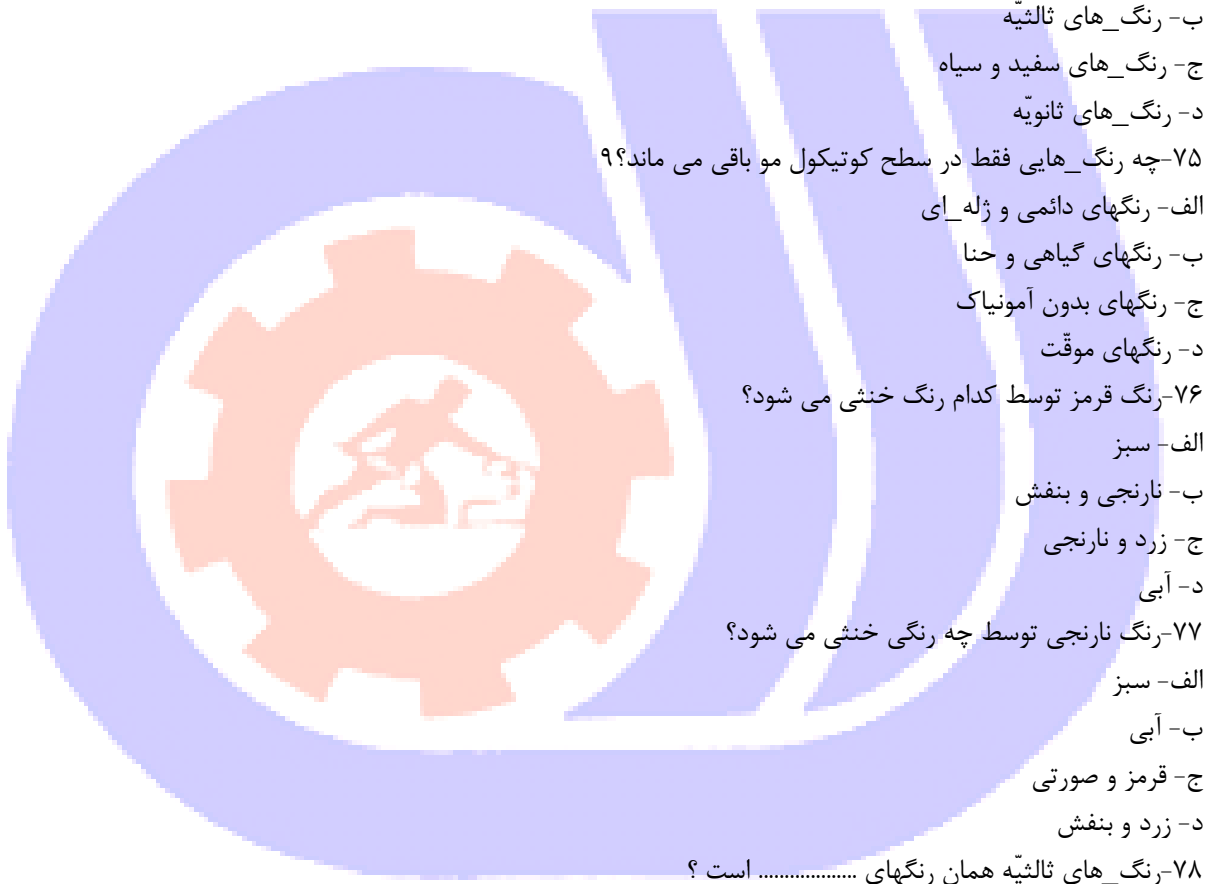 ب- رنگ_های ثالثیّه
ج- رنگ_های سفید و سیاه
د- رنگ_های ثانویّه
۷۵-چه رنگ_هایی فقط در سطح کوتیکول مو باقی می ماند؟۹
الف- رنگهای دائمی و ژله_ای
ب- رنگهای گیاهی و حنا
ج- رنگهای بدون آمونیاک
د- رنگهای موقّت
۷۶-رنگ قرمز توسط کدام رنگ خنثی می شود؟
الف- سبز
ب- نارنجی و بنفش
ج- زرد و نارنجی
د- آبی
۷۷-رنگ نارنجی توسط چه رنگی خنثی می شود؟
الف- سبز
ب- آبی
ج- قرمز و صورتی
د- زرد و بنفش
۷۸-رنگ_های ثالثیّه همان رنگهای ................... است ؟